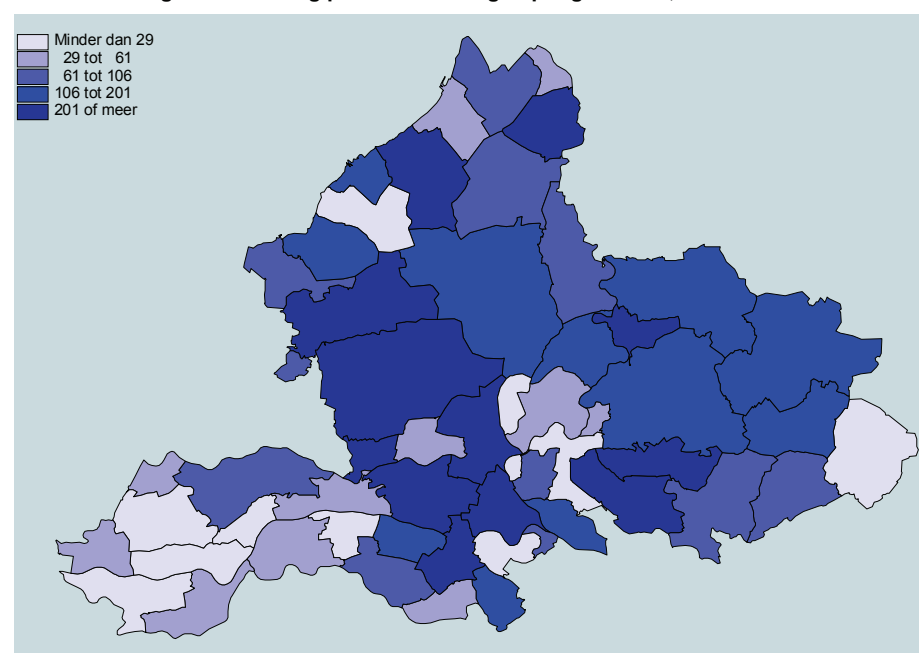 Minder dan 29
29 tot 61
61 tot 106
106 tot 201
201 of meer